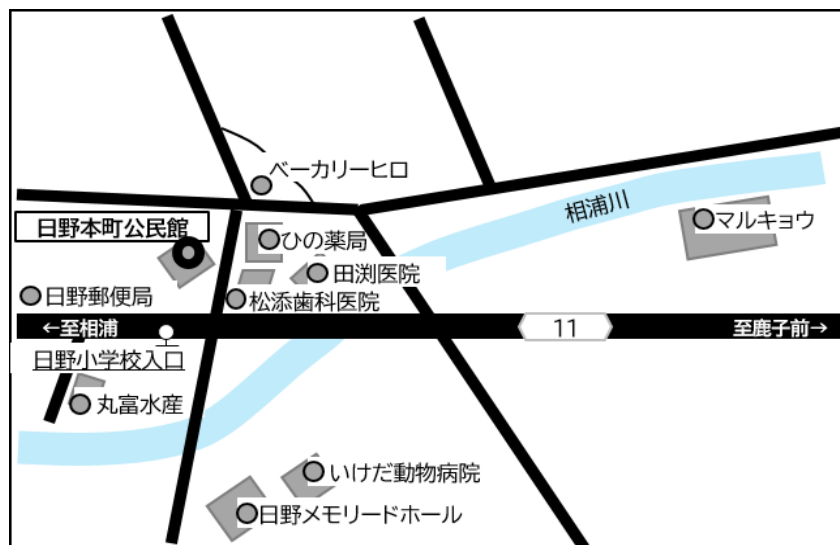 ベーカリーヒロ
相浦川
マルキョウ
日野本町公民館
ひの薬局
田渕医院
日野郵便局
松添歯科医院
←至相浦
11
至鹿子前→
日野小学校入口
丸富水産
いけだ動物病院
日野メモリードホール